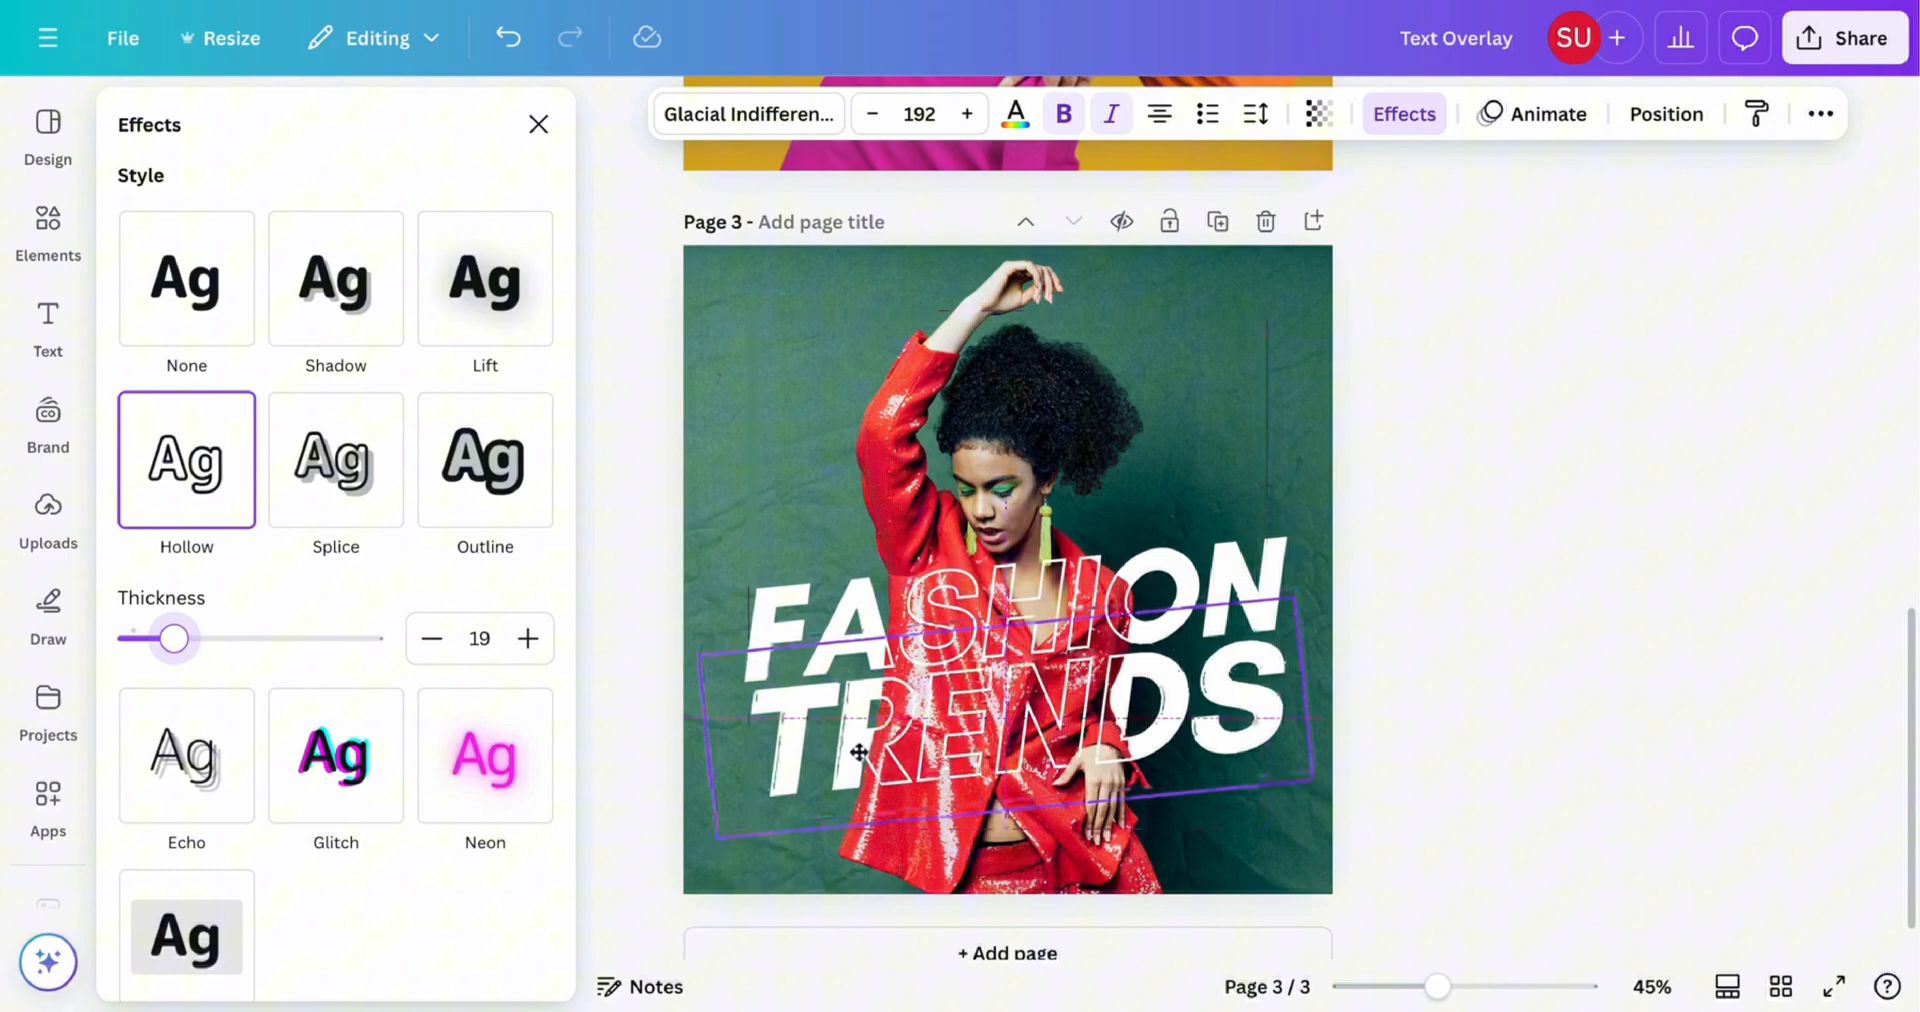 File
Resize
Editing
Text Overlay
SU
Share
Design
Elements
Text
Brand
Uploads
Draw
Projects
Apps
Effects
Style
Ag Ag Ag
None Shadow Lift
Ag Ag Ag
Hollow Splice Outline
Thickness
19
Ag Ag Ag
Echo Glitch Neon
Ag
Glacial Indifferen...
− 192 +
A
B
I
Effects
Animate
Position
Page 3 - Add page title
FASHION
TRENDS
+ Add page
Notes
Page 3 / 3
45%